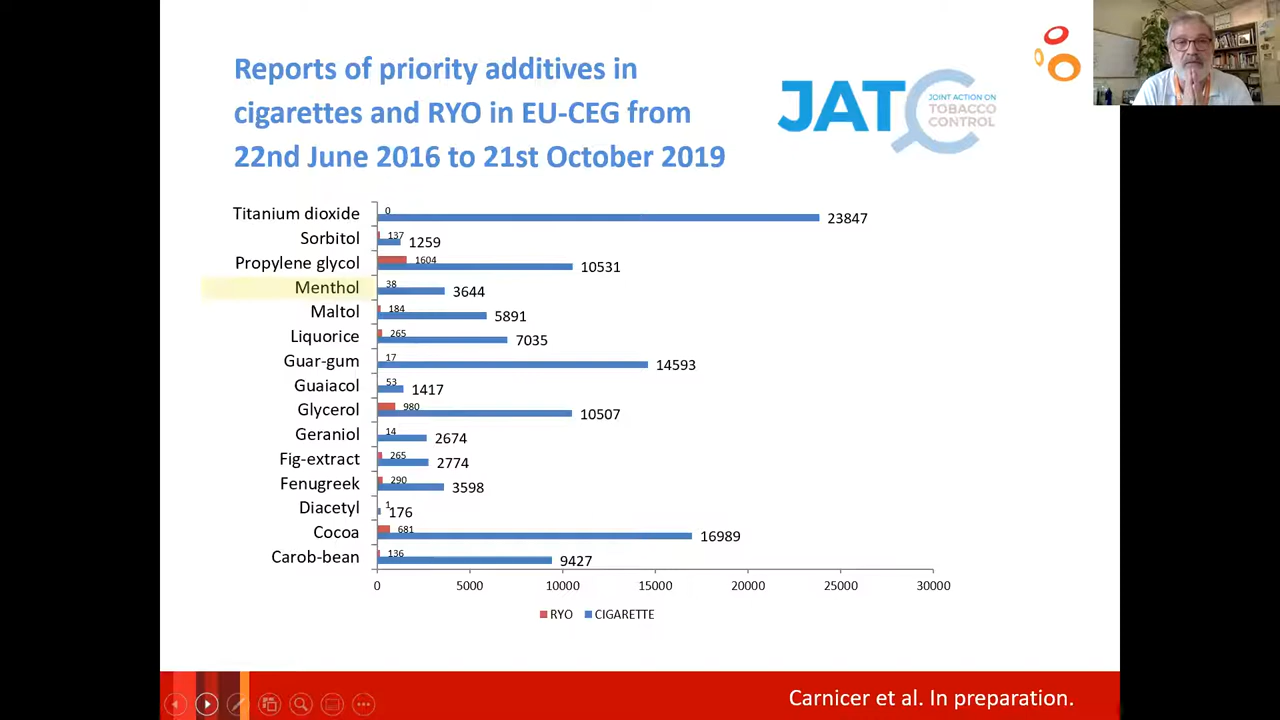 Reports of priority additives in
cigarettes and RYO in EU-CEG from
22nd June 2016 to 21st October 2019
JATC
JOINT ACTION ON
TOBACCO
CONTROL
Titanium dioxide 0 23847
Sorbitol 137 1259
Propylene glycol 1604 10531
Menthol 38 3644
Maltol 184 5891
Liquorice 265 7035
Guar-gum 17 14593
Guaiacol 53 1417
Glycerol 980 10507
Geraniol 14 2674
Fig-extract 265 2774
Fenugreek 290 3598
Diacetyl 1 176
Cocoa 681 16989
Carob-bean 136 9427
0 5000 10000 15000 20000 25000 30000
RYO CIGARETTE
Carnicer et al. In preparation.